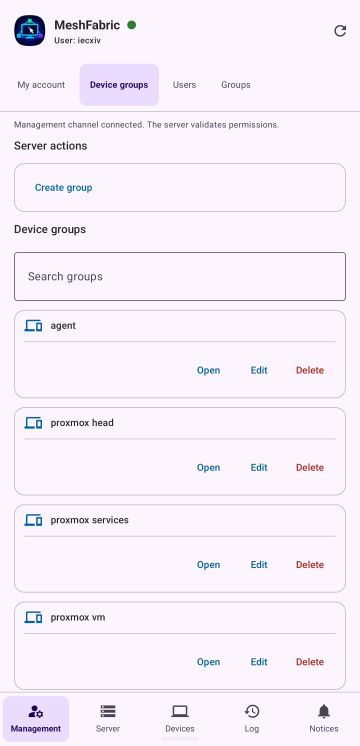 MeshFabric
User: iecxiv
My account
Device groups
Users
Groups
Management channel connected. The server validates permissions.
Server actions
Create group
Device groups
Search groups
agent
Open
Edit
Delete
proxmox head
Open
Edit
Delete
proxmox services
Open
Edit
Delete
proxmox vm
Open
Edit
Delete
Management
Server
Devices
Log
Notices